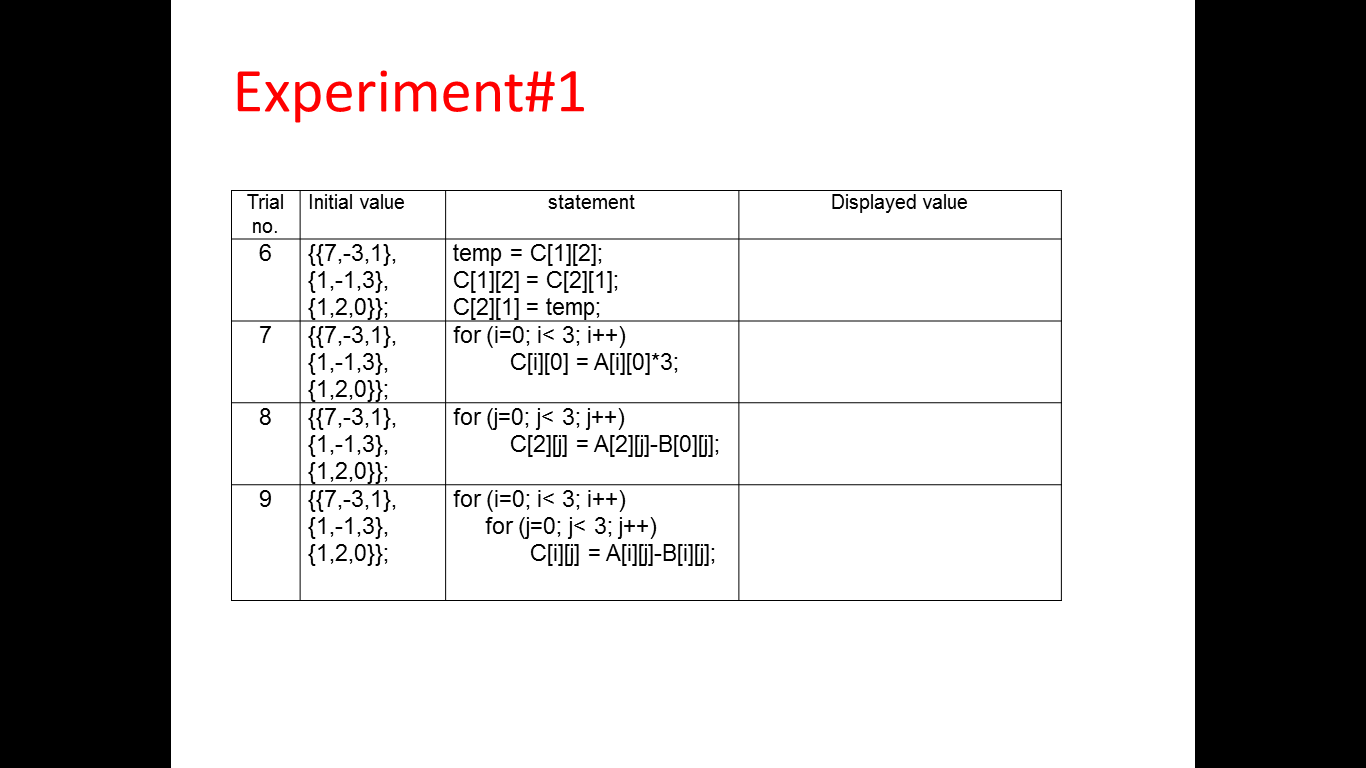 Experiment#1
Trial no. Initial value statement Displayed value
6 {{7,-3,1}, temp = C[1][2];
{1,-1,3}, C[1][2] = C[2][1];
{1,2,0}}; C[2][1] = temp;
7 {{7,-3,1}, for (i=0; i< 3; i++)
{1,-1,3}, C[i][0] = A[i][0]*3;
{1,2,0}};
8 {{7,-3,1}, for (j=0; j< 3; j++)
{1,-1,3}, C[2][j] = A[2][j]-B[0][j];
{1,2,0}};
9 {{7,-3,1}, for (i=0; i< 3; i++)
{1,-1,3}, for (j=0; j< 3; j++)
{1,2,0}}; C[i][j] = A[i][j]-B[i][j];